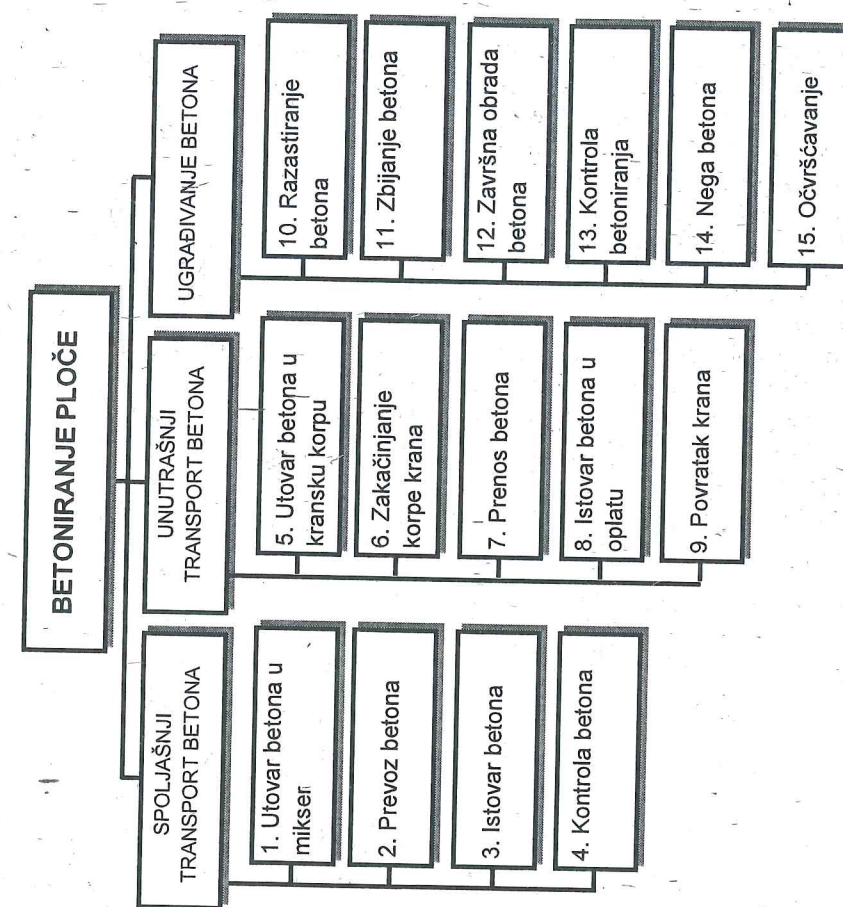 BETONIRANJE PLOČE
SPOLJAŠNJI
TRANSPORT BETONA
1. Utovar betona u
mikser
2. Prevoz betona
3. Istovar betona
4. Kontrola betona
UNUTRAŠNJI
TRANSPORT BETONA
5. Utovar betona u
kransku korpu
6. Zakačinjanje
korpe krana
7. Prenos betona
8. Istovar betona u
oplatu
9. Povratak krana
UGRAĐIVANJE BETONA
10. Razastiranje
betona
11. Zbijanje betona
12. Završna obrada
betona
13. Kontrola
betoniranja
14. Nega betona
15. Očvršćavanje